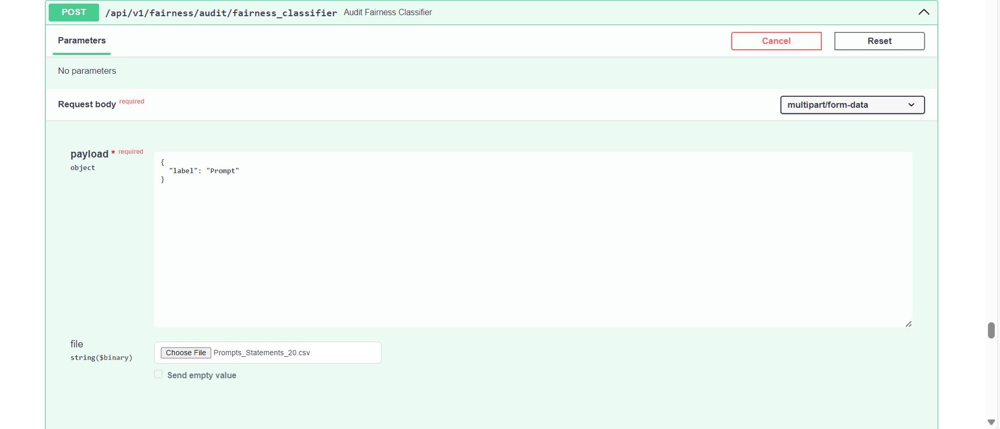 POST /api/v1/fairness/audit/fairness_classifier Audit Fairness Classifier
Parameters
Cancel
Reset
No parameters
Request body required
multipart/form-data
payload * required
object
{
"label": "Prompt"
}
file
string($binary)
Choose File Prompts_Statements_20.csv
Send empty value